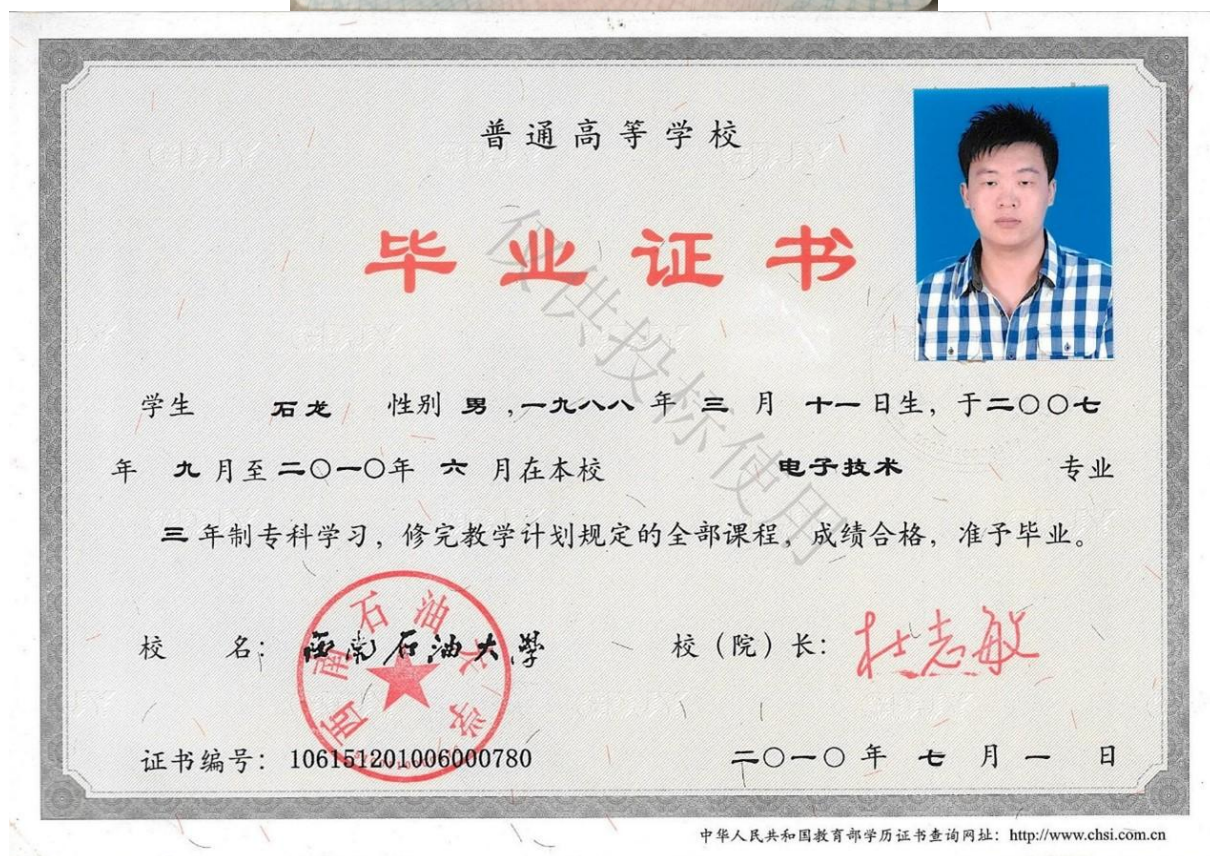 普通高等学校
毕业证书
仅供投标使用
学生 石龙 性别 男 ,一九八八 年 三 月 十一 日生, 于二〇〇七
年 九 月至 二〇一〇年 六 月在本校 电子技术 专业
三 年制专科学习, 修完教学计划规定的全部课程, 成绩合格, 准予毕业。
校 名: 西南石油大學 校（院）长: 杜志敏
西南石油大学
证书编号: 106151201006000780 二〇一〇 年 七 月 一 日
中华人民共和国教育部学历证书查询网址: http://www.chsi.com.cn